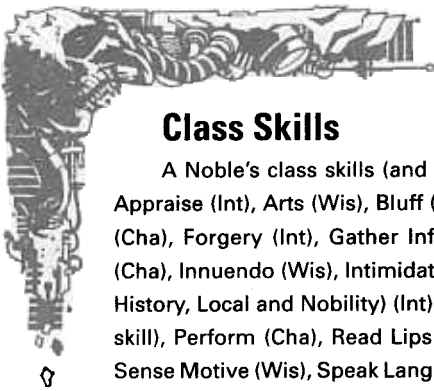 Class Skills
A Noble's class skills (and
Appraise (Int), Arts (Wis), Bluff (
(Cha), Forgery (Int), Gather Inf
(Cha), Innuendo (Wis), Intimidat
History, Local and Nobility) (Int)
skill), Perform (Cha), Read Lips
Sense Motive (Wis), Speak Lang